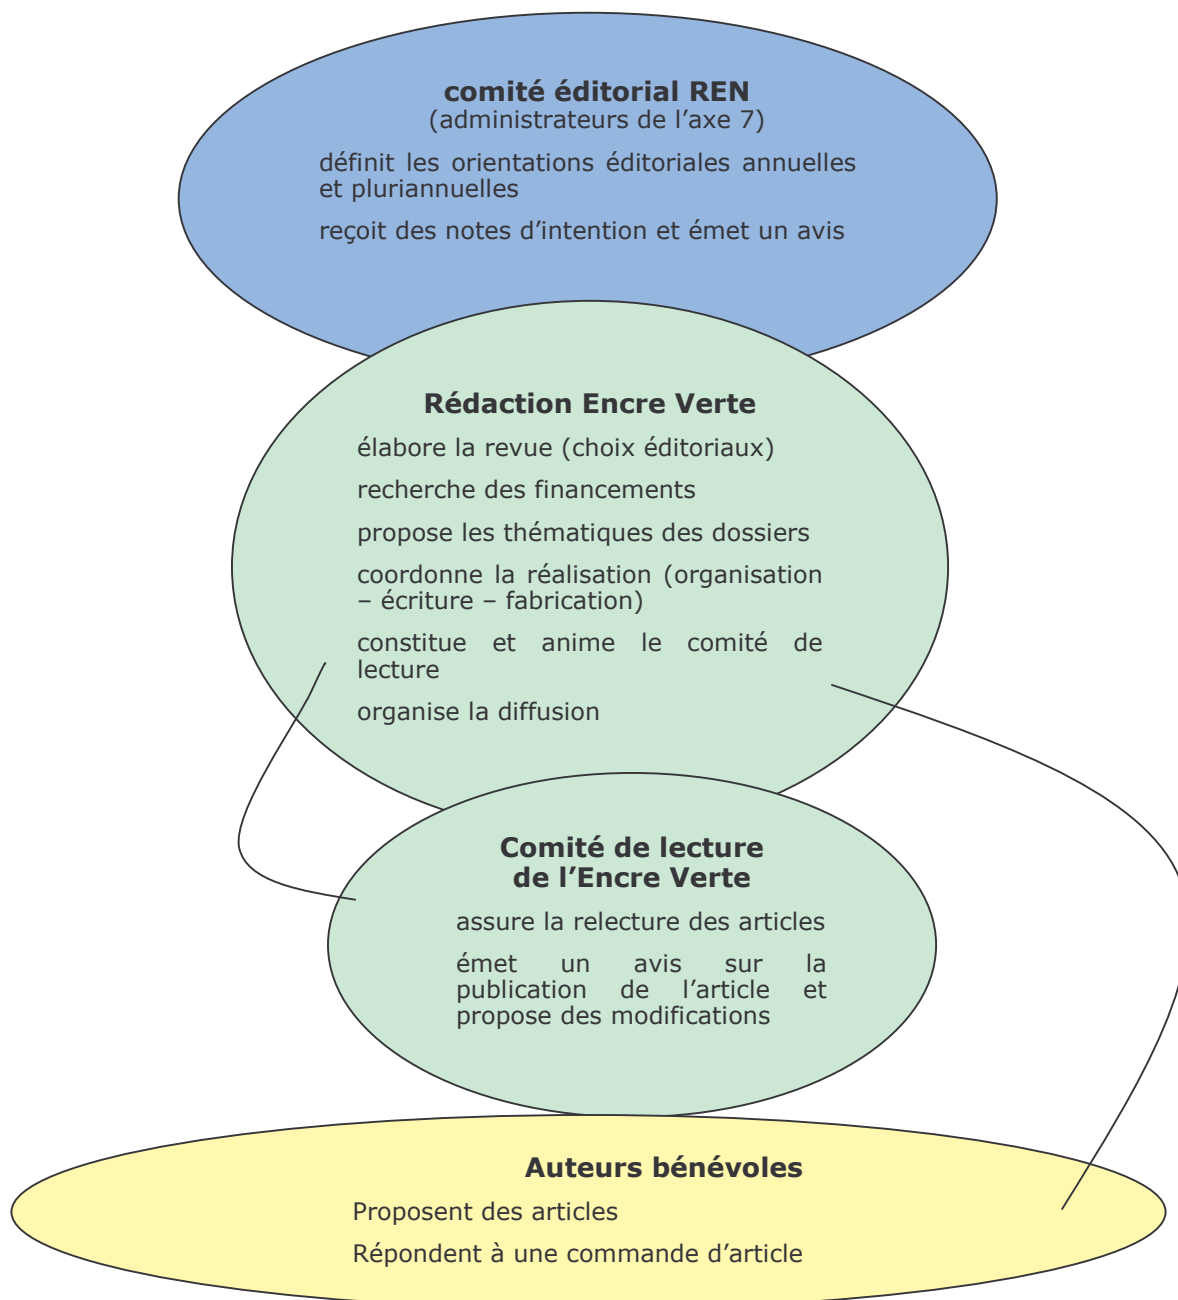 comité éditorial REN
(administrateurs de l’axe 7)
définit les orientations éditoriales annuelles
et pluriannuelles
reçoit des notes d’intention et émet un avis
Rédaction Encre Verte
élabore la revue (choix éditoriaux)
recherche des financements
propose les thématiques des dossiers
coordonne la réalisation (organisation
– écriture – fabrication)
constitue et anime le comité de
lecture
organise la diffusion
Comité de lecture
de l’Encre Verte
assure la relecture des articles
émet un avis sur la
publication de l’article et
propose des modifications
Auteurs bénévoles
Proposent des articles
Répondent à une commande d’article